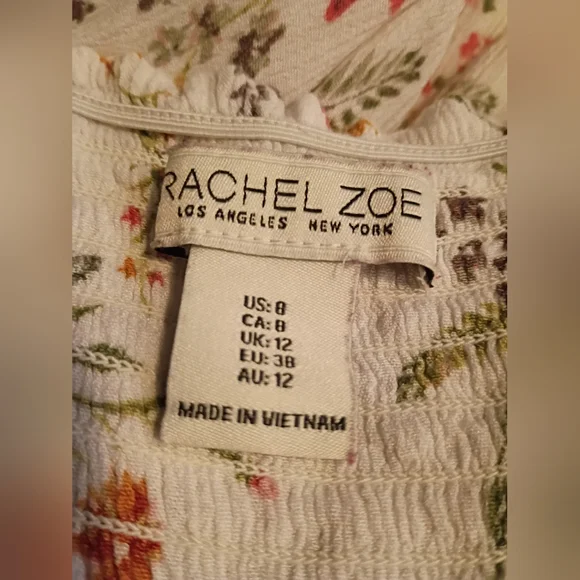 RACHEL ZOE
LOS ANGELES NEW YORK
US: 8
CA: 8
UK: 12
EU: 38
AU: 12
MADE IN VIETNAM